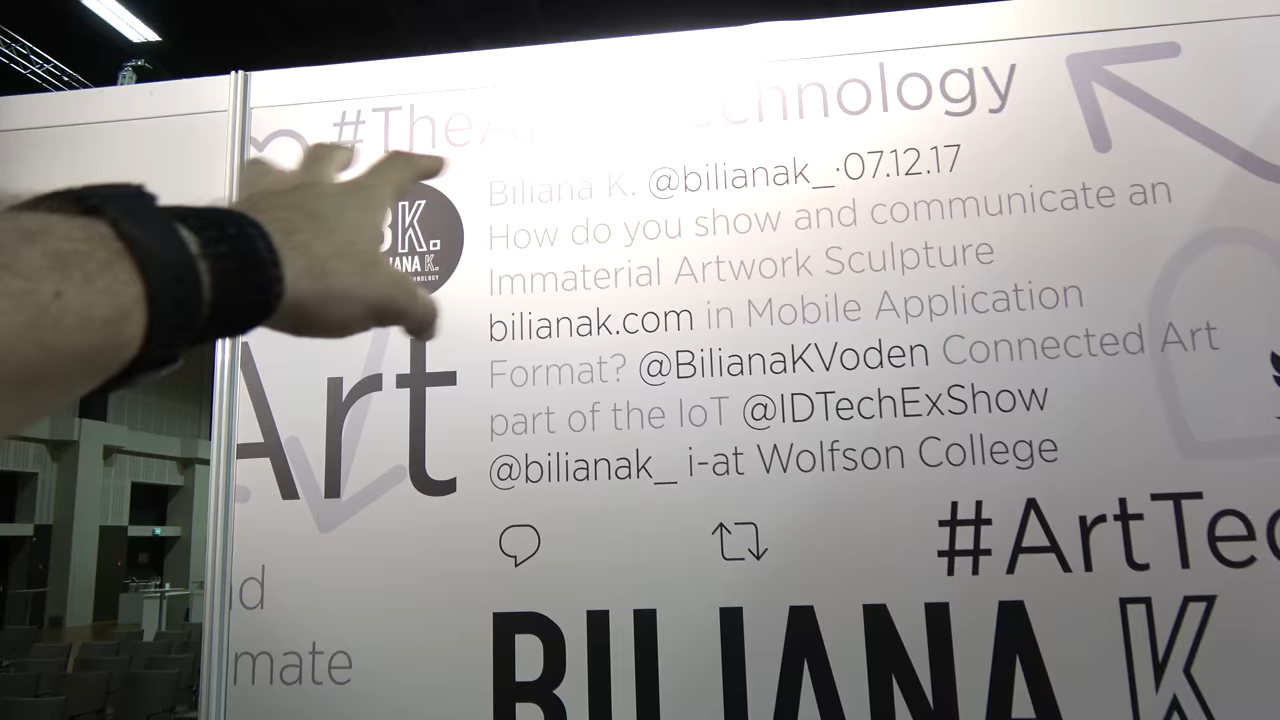 #TheA chnology
Biliana K. @bilianak_·07.12.17
How do you show and communicate an
Immaterial Artwork Sculpture
bilianak.com in Mobile Application
Format? @BilianaKVoden Connected Art
part of the IoT @IDTechExShow
@bilianak_ i-at Wolfson College
K.
IANA K.
Art
#ArtTec
id
mate
BILIANA K